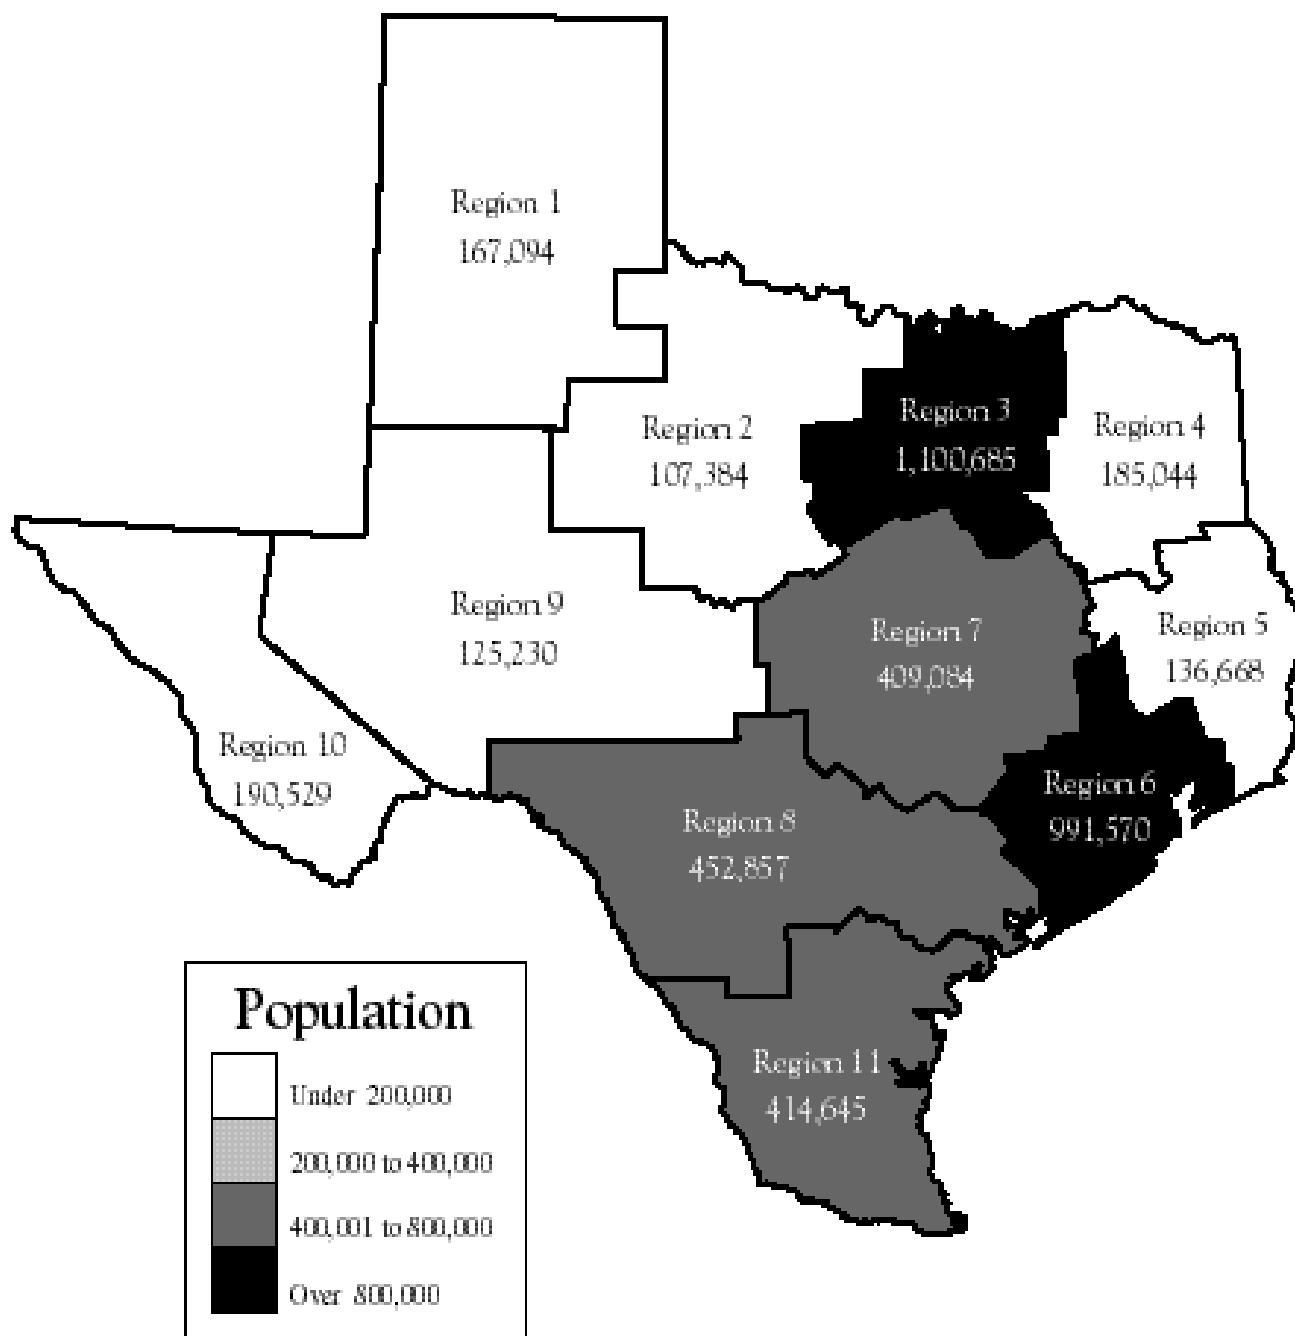 Region 1
167,094
Region 2
107,384
Region 3
1,100,685
Region 4
185,044
Region 9
125,230
Region 7
409,084
Region 5
136,668
Region 10
190,529
Region 8
452,857
Region 6
991,570
Region 11
414,645
Population
Under 200,000
200,000 to 400,000
400,001 to 800,000
Over 800,000